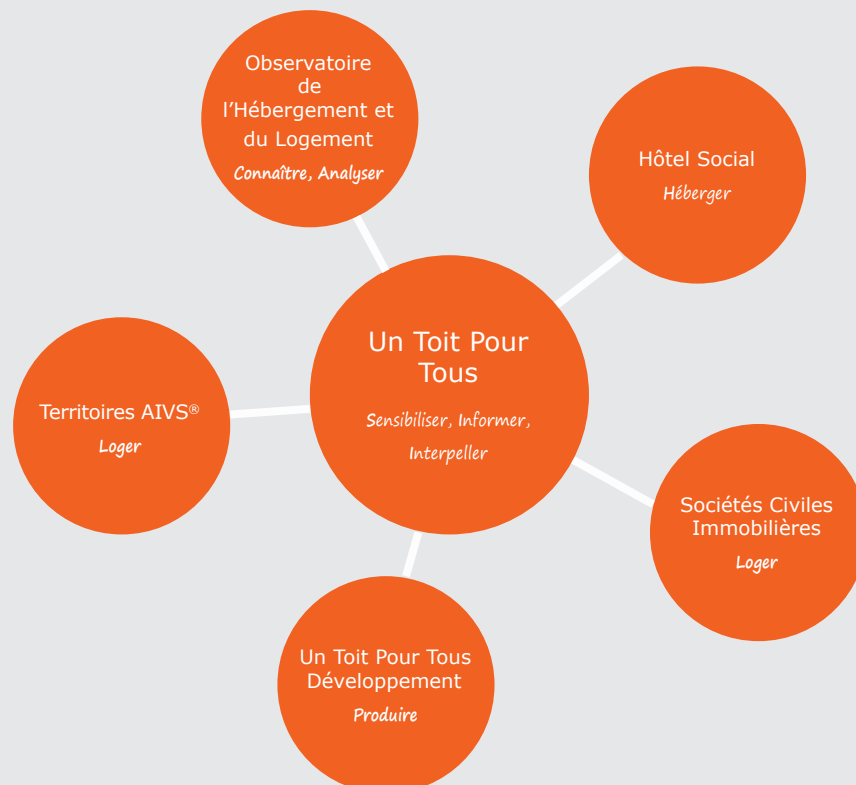 Observatoire
de
l’Hébergement et
du Logement
Connaître, Analyser
Hôtel Social
Héberger
Un Toit Pour
Tous
Sensibiliser, Informer,
Interpeller
Territoires AIVS®
Loger
Sociétés Civiles
Immobilières
Loger
Un Toit Pour Tous
Développement
Produire